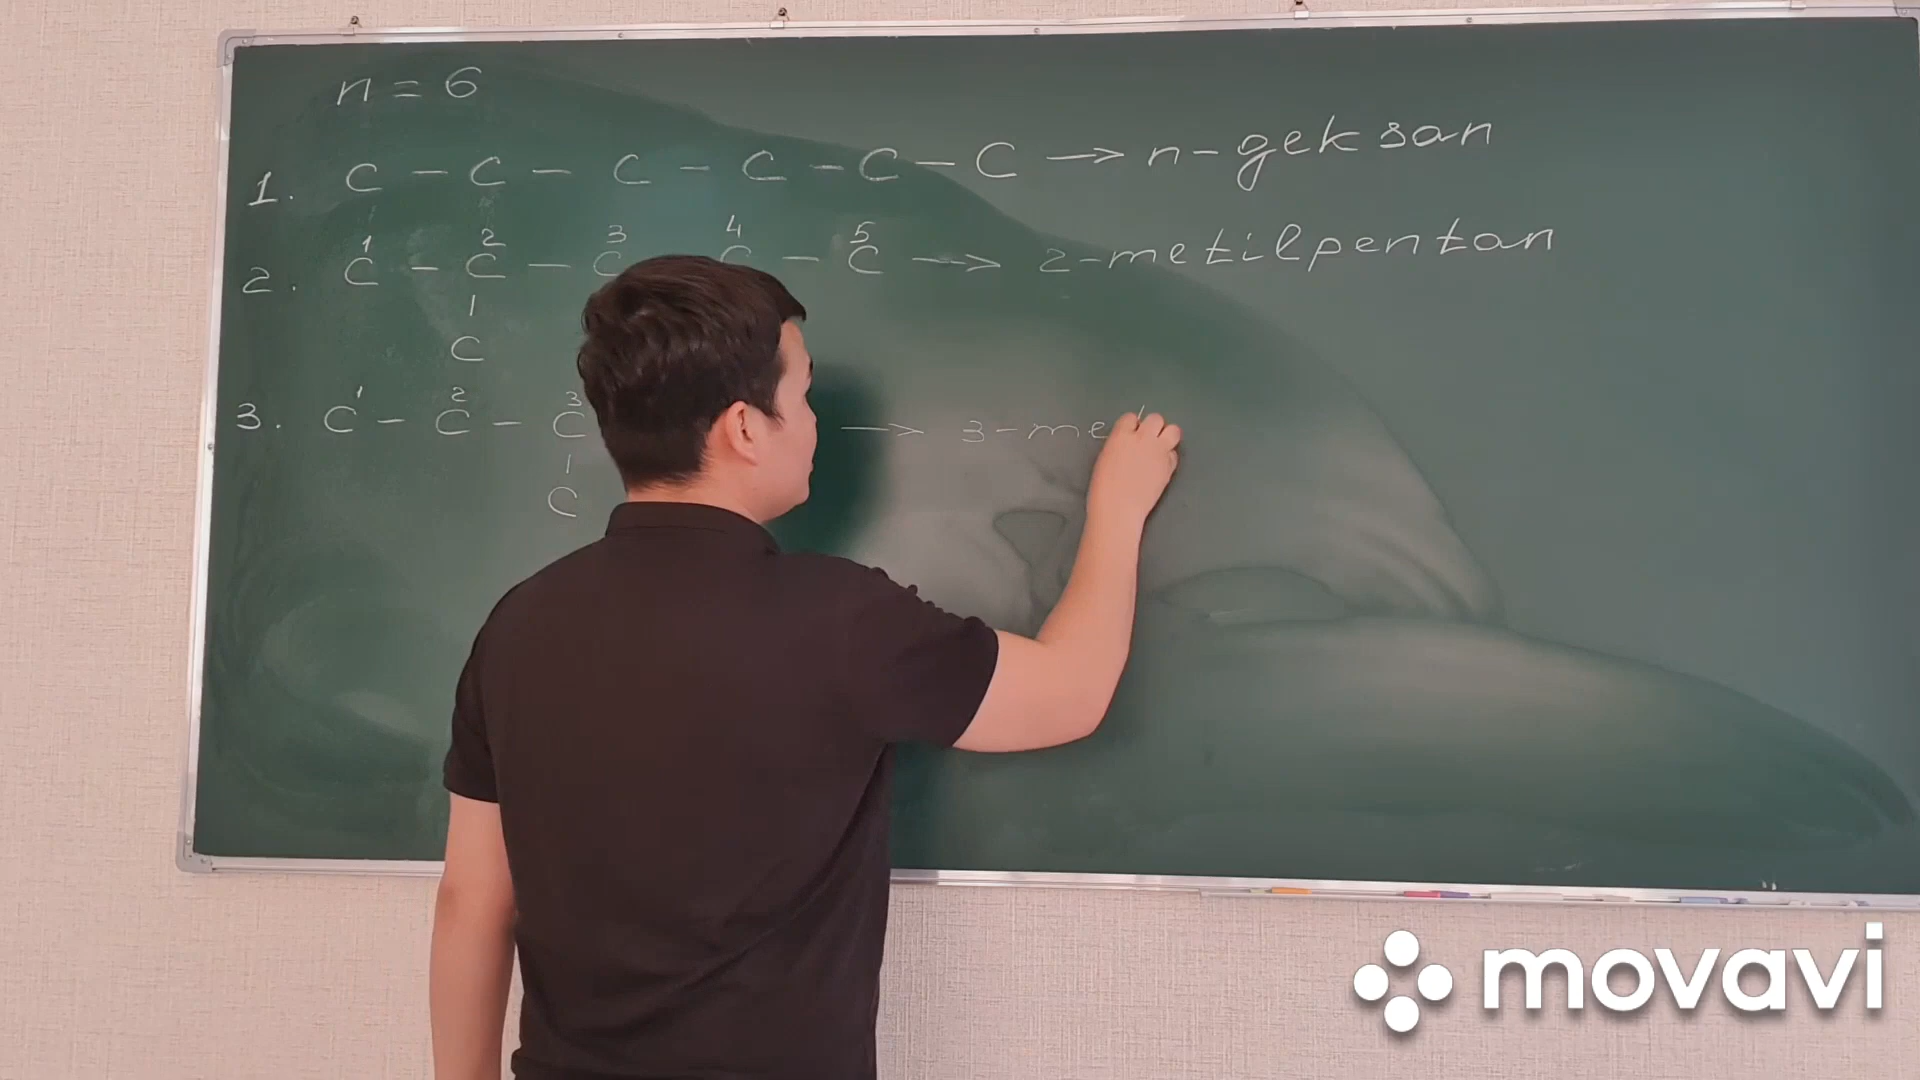 n = 6
1. C – C – C – C – C – C → n-geksan
1 2 3 4 5
2. C – C – C C – C → 2-metilpentan
C
1 2 3
3. C – C – C → 3-me
C
movavi